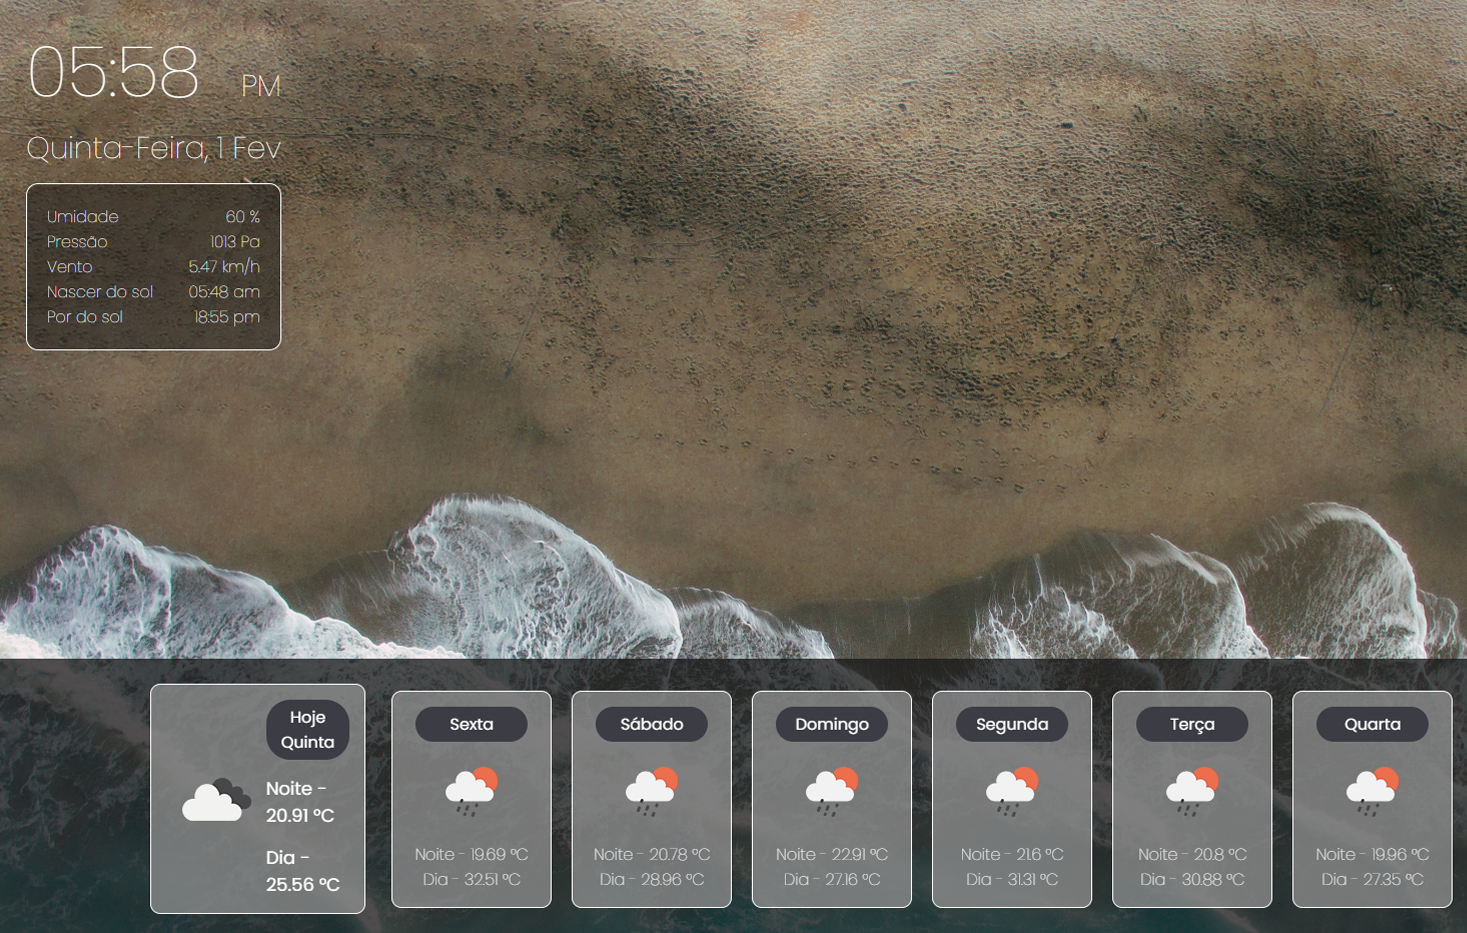 05:58 PM
Quinta-Feira, 1 Fev
Umidade 60 %
Pressão 1013 Pa
Vento 5.47 km/h
Nascer do sol 05:48 am
Por do sol 18:55 pm
Hoje
Quinta
Noite -
20.91 °C
Dia -
25.56 °C
Sexta
Noite - 19.69 °C
Dia - 32.51 °C
Sábado
Noite - 20.78 °C
Dia - 28.96 °C
Domingo
Noite - 22.91 °C
Dia - 27.16 °C
Segunda
Noite - 21.6 °C
Dia - 31.31 °C
Terça
Noite - 20.8 °C
Dia - 30.88 °C
Quarta
Noite - 19.96 °C
Dia - 27.35 °C